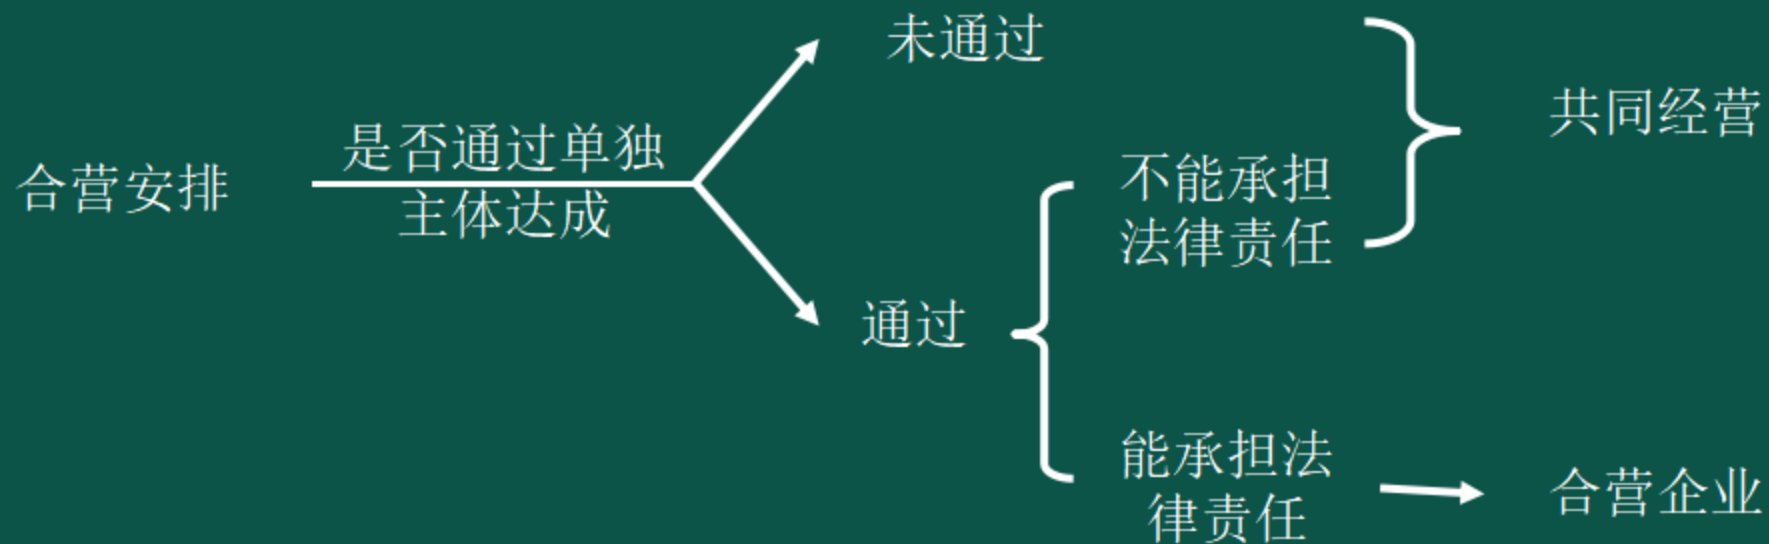 合营安排
是否通过单独
主体达成
未通过
通过
不能承担
法律责任
能承担法
律责任
共同经营
合营企业